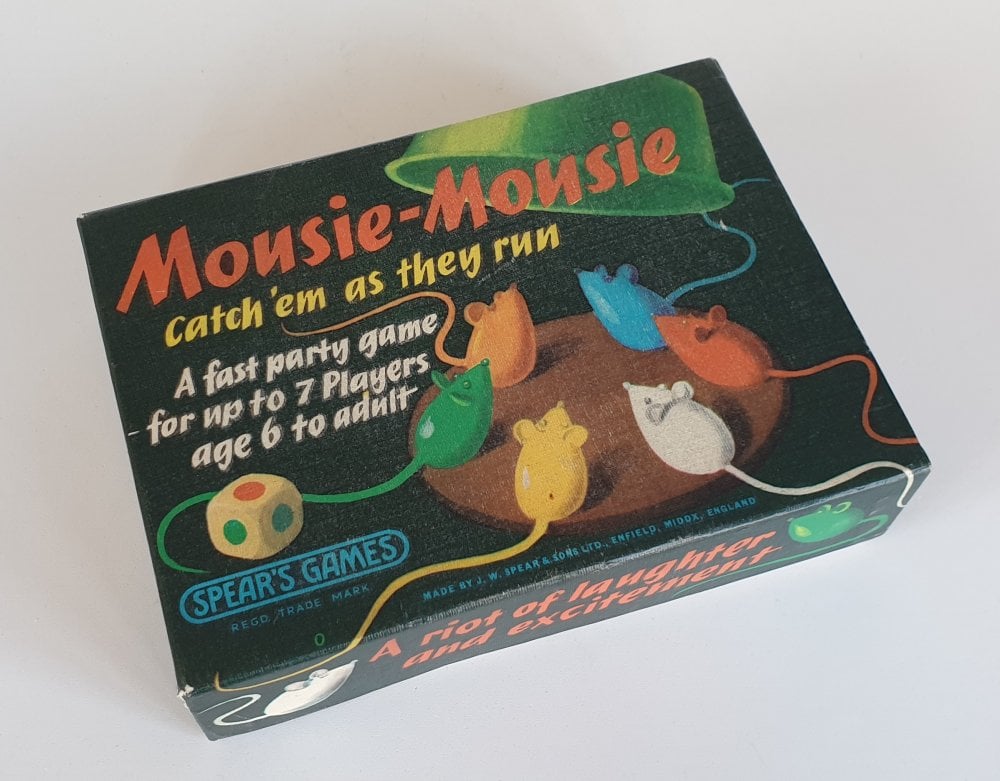 Mousie-Mousie
Catch 'em as they run
A fast party game
for up to 7 Players
age 6 to adult
SPEAR'S GAMES
REGD. TRADE MARK
MADE BY J. W. SPEAR & SONS LTD., ENFIELD, MIDDX, ENGLAND
0
A riot of laughter
and excitement